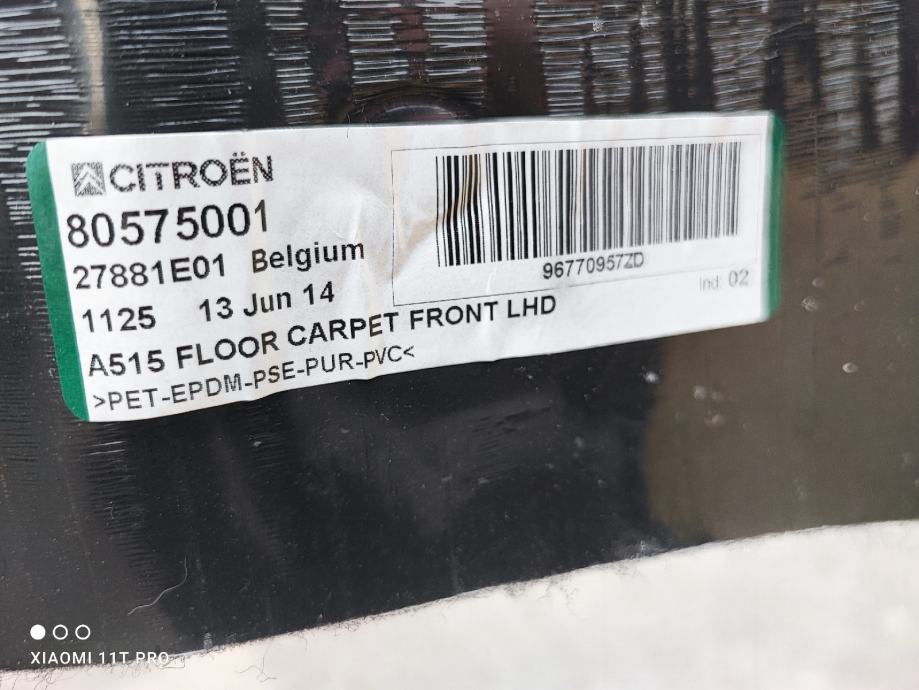 CITROËN
80575001
27881E01 Belgium
1125 13 Jun 14
A515 FLOOR CARPET FRONT LHD
>PET-EPDM-PSE-PUR-PVC<
96770957ZD
Ind: 02
XIAOMI 11T PRO